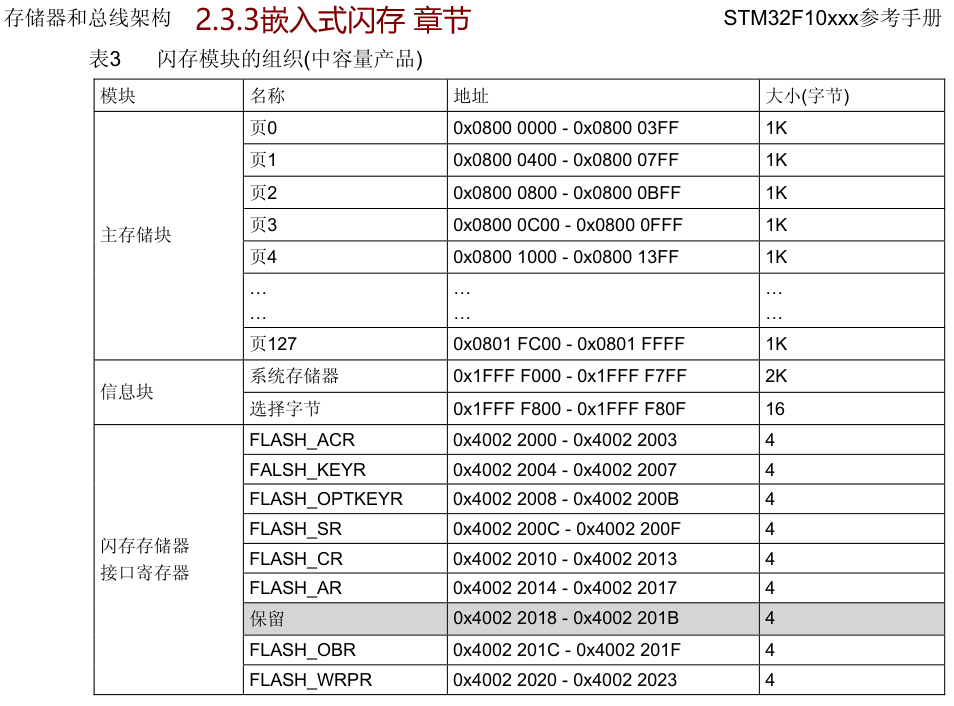 存储器和总线架构 2.3.3嵌入式闪存 章节 STM32F10xxx参考手册
表3 闪存模块的组织(中容量产品)
模块 名称 地址 大小(字节)
主存储块 页0 0x0800 0000 - 0x0800 03FF 1K
页1 0x0800 0400 - 0x0800 07FF 1K
页2 0x0800 0800 - 0x0800 0BFF 1K
页3 0x0800 0C00 - 0x0800 0FFF 1K
页4 0x0800 1000 - 0x0800 13FF 1K
… … …
… … …
页127 0x0801 FC00 - 0x0801 FFFF 1K
信息块 系统存储器 0x1FFF F000 - 0x1FFF F7FF 2K
选择字节 0x1FFF F800 - 0x1FFF F80F 16
闪存存储器
接口寄存器 FLASH_ACR 0x4002 2000 - 0x4002 2003 4
FALSH_KEYR 0x4002 2004 - 0x4002 2007 4
FLASH_OPTKEYR 0x4002 2008 - 0x4002 200B 4
FLASH_SR 0x4002 200C - 0x4002 200F 4
FLASH_CR 0x4002 2010 - 0x4002 2013 4
FLASH_AR 0x4002 2014 - 0x4002 2017 4
保留 0x4002 2018 - 0x4002 201B 4
FLASH_OBR 0x4002 201C - 0x4002 201F 4
FLASH_WRPR 0x4002 2020 - 0x4002 2023 4